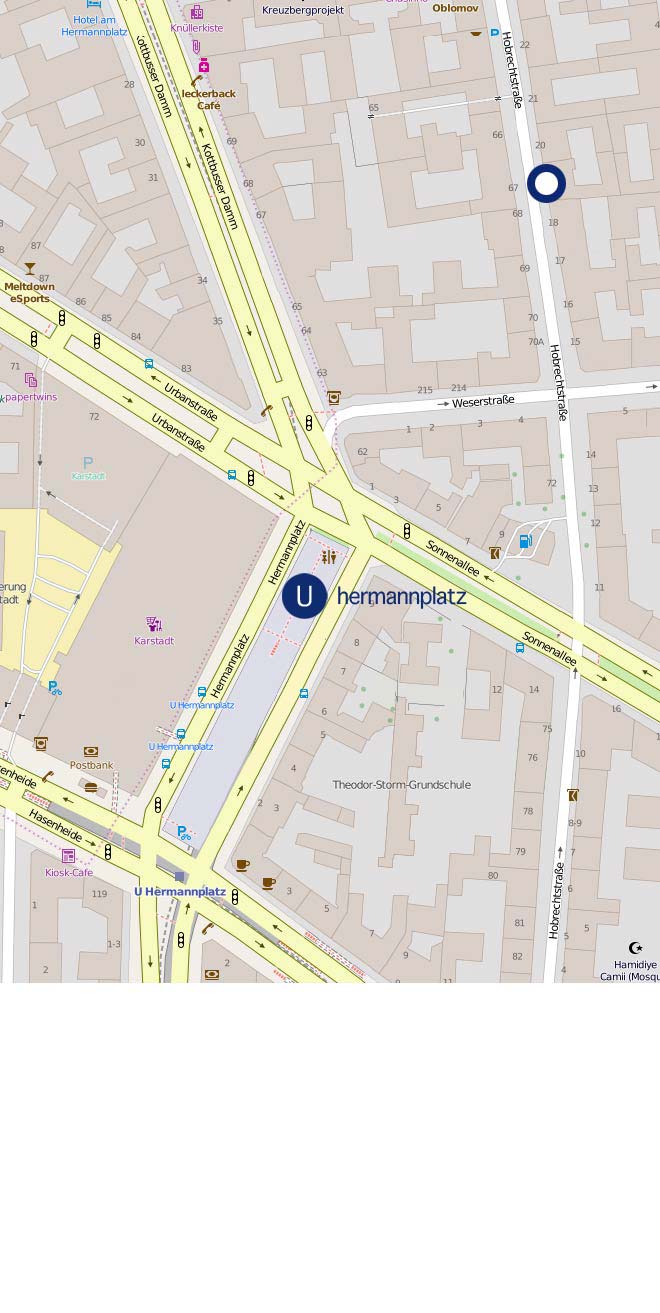 Kreuzbergprojekt
Oblomov
Hotel am
Hermannplatz
Knüllerkiste
Kottbusser Damm
P
Hobrechtstraße
22
28
leckerback
Café
65
21
66
30
69
20
Kottbusser Damm
31
68
67
67
68
18
87
17
34
69
Meltdown
eSports
87
86
65
16
85
35
64
70
84
70A
15
71
83
63
papertwins
Urbanstraße
215
214
Weserstraße
Hobrechtstraße
72
Urbanstraße
1
2
3
4
5
62
14
P
Karstadt
72
13
1
3
5
12
7
9
Hermannplatz
Sonnenallee
11
U hermannplatz
Karstadt
8
Sonnenallee
7
Hermannplatz
12
14
U Hermannplatz
6
16
75
U Hermannplatz
5
76
10
Postbank
4
Theodor-Storm-Grundschule
Hasenheide
3
2
78
8-9
79
7
Kiosk-Café
80
6
U Hermannplatz
119
3
1
5
81
Hobrechtstraße
5
1-3
7
9
82
2
2
11
4
Hamidiye
Camii (Mosqu